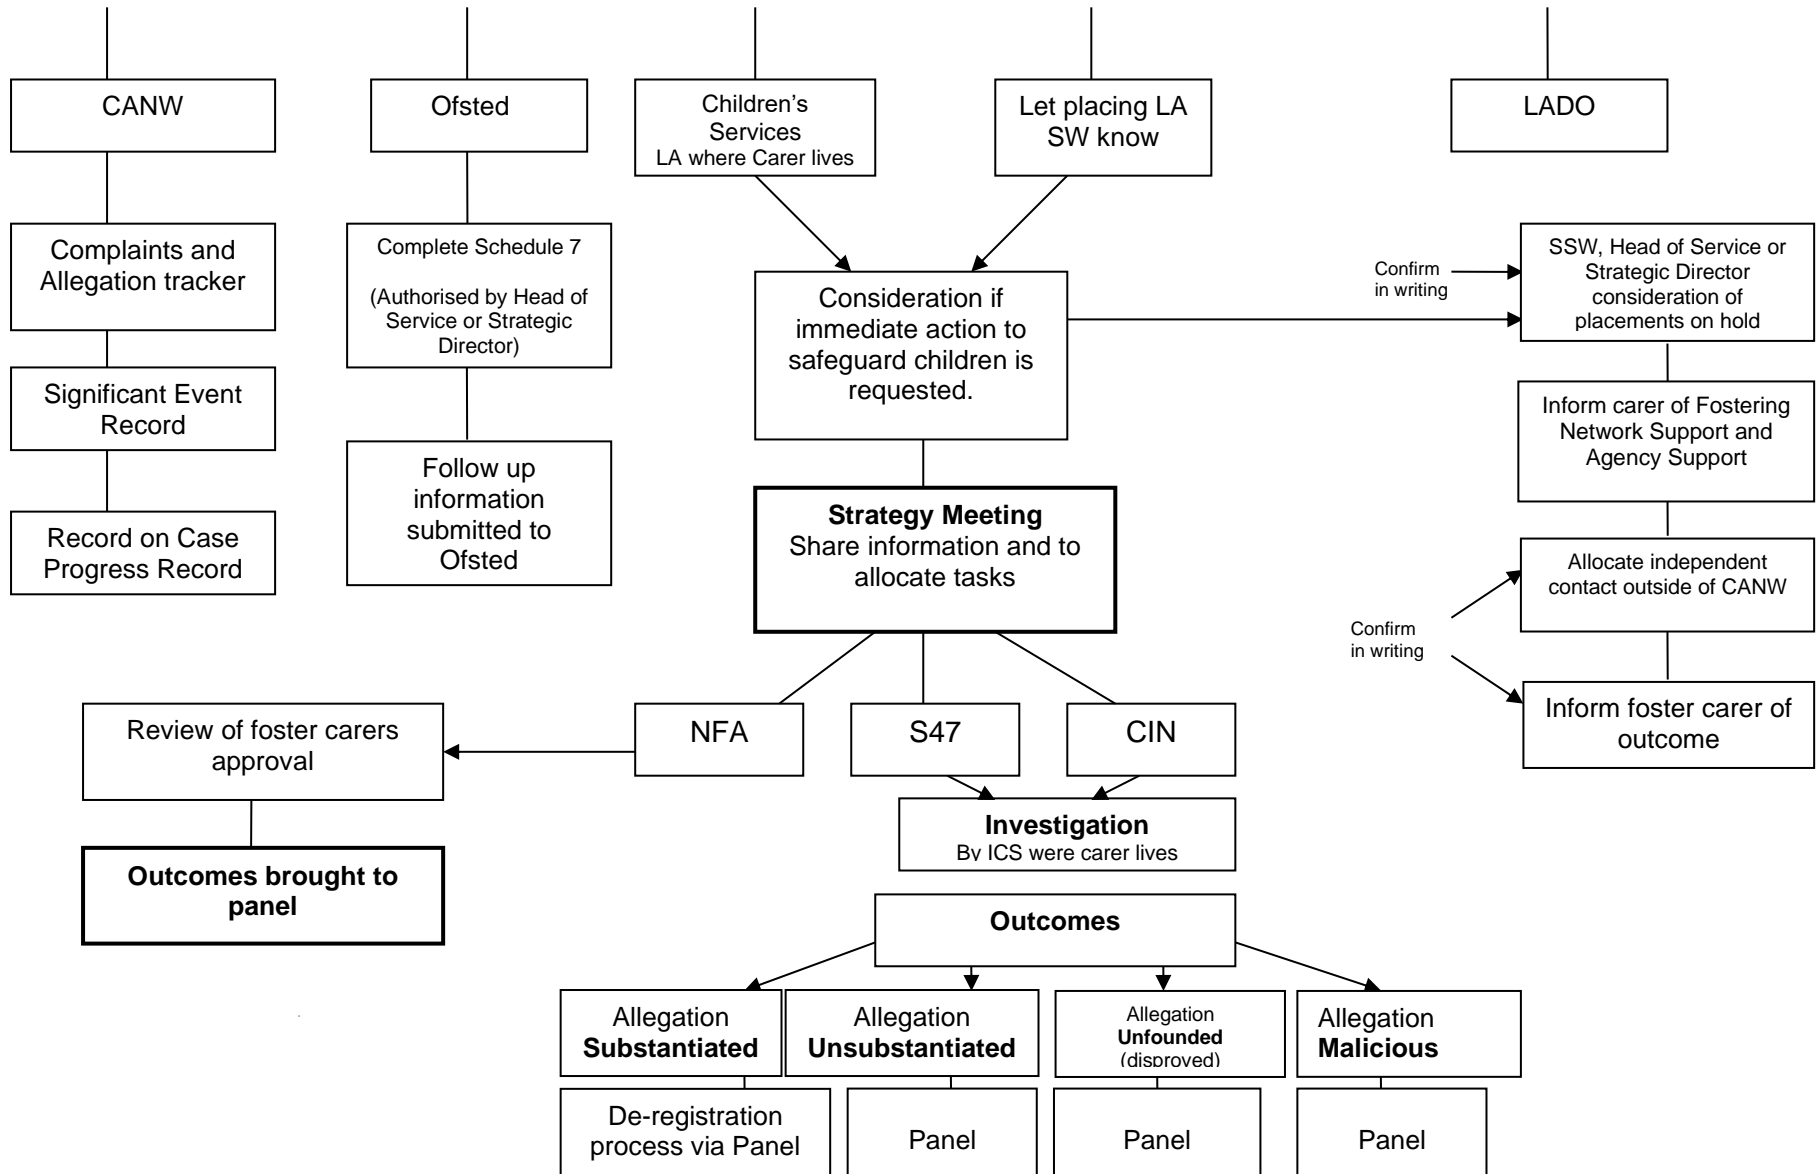 CANW
Ofsted
Children's
Services
LA where Carer lives
Let placing LA
SW know
LADO
Complaints and
Allegation tracker
Complete Schedule 7
(Authorised by Head of
Service or Strategic
Director)
Consideration if
immediate action to
safeguard children is
requested.
Confirm
in writing
SSW, Head of Service or
Strategic Director
consideration of
placements on hold
Significant Event
Record
Inform carer of Fostering
Network Support and
Agency Support
Follow up
information
submitted to
Ofsted
Strategy Meeting
Share information and to
allocate tasks
Record on Case
Progress Record
Allocate independent
contact outside of CANW
Confirm
in writing
Inform foster carer of
outcome
Review of foster carers
approval
NFA
S47
CIN
Investigation
By ICS were carer lives
Outcomes brought to
panel
Outcomes
Allegation
Substantiated
Allegation
Unsubstantiated
Allegation
Unfounded
(disproved)
Allegation
Malicious
De-registration
process via Panel
Panel
Panel
Panel